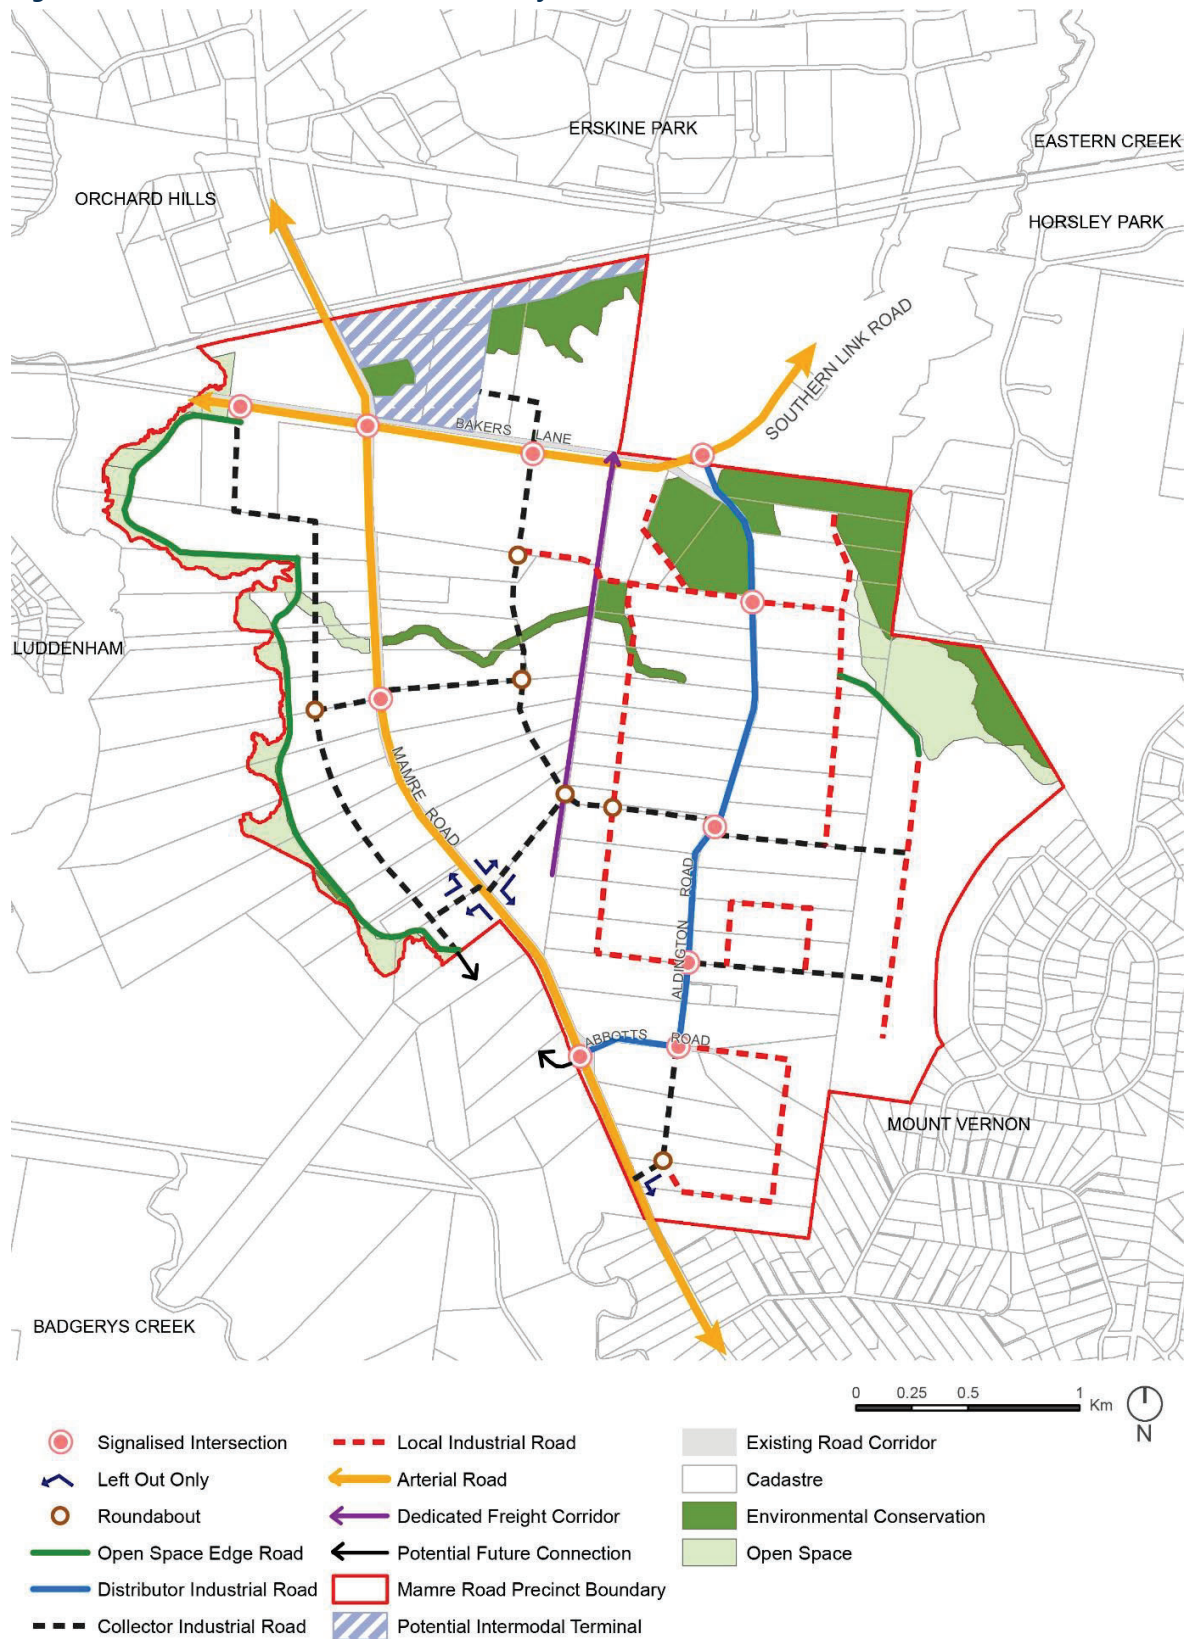 ERSKINE PARK
EASTERN CREEK
ORCHARD HILLS
HORSLEY PARK
SOUTHERN LINK ROAD
BAKERS LANE
LUDDENHAM
MAMRE ROAD
ALDINGTON ROAD
ABBOTTS ROAD
MOUNT VERNON
BADGERYS CREEK
0 0.25 0.5 1 Km
N
Signalised Intersection
Left Out Only
Roundabout
Open Space Edge Road
Distributor Industrial Road
Collector Industrial Road
Local Industrial Road
Arterial Road
Dedicated Freight Corridor
Potential Future Connection
Mamre Road Precinct Boundary
Potential Intermodal Terminal
Existing Road Corridor
Cadastre
Environmental Conservation
Open Space